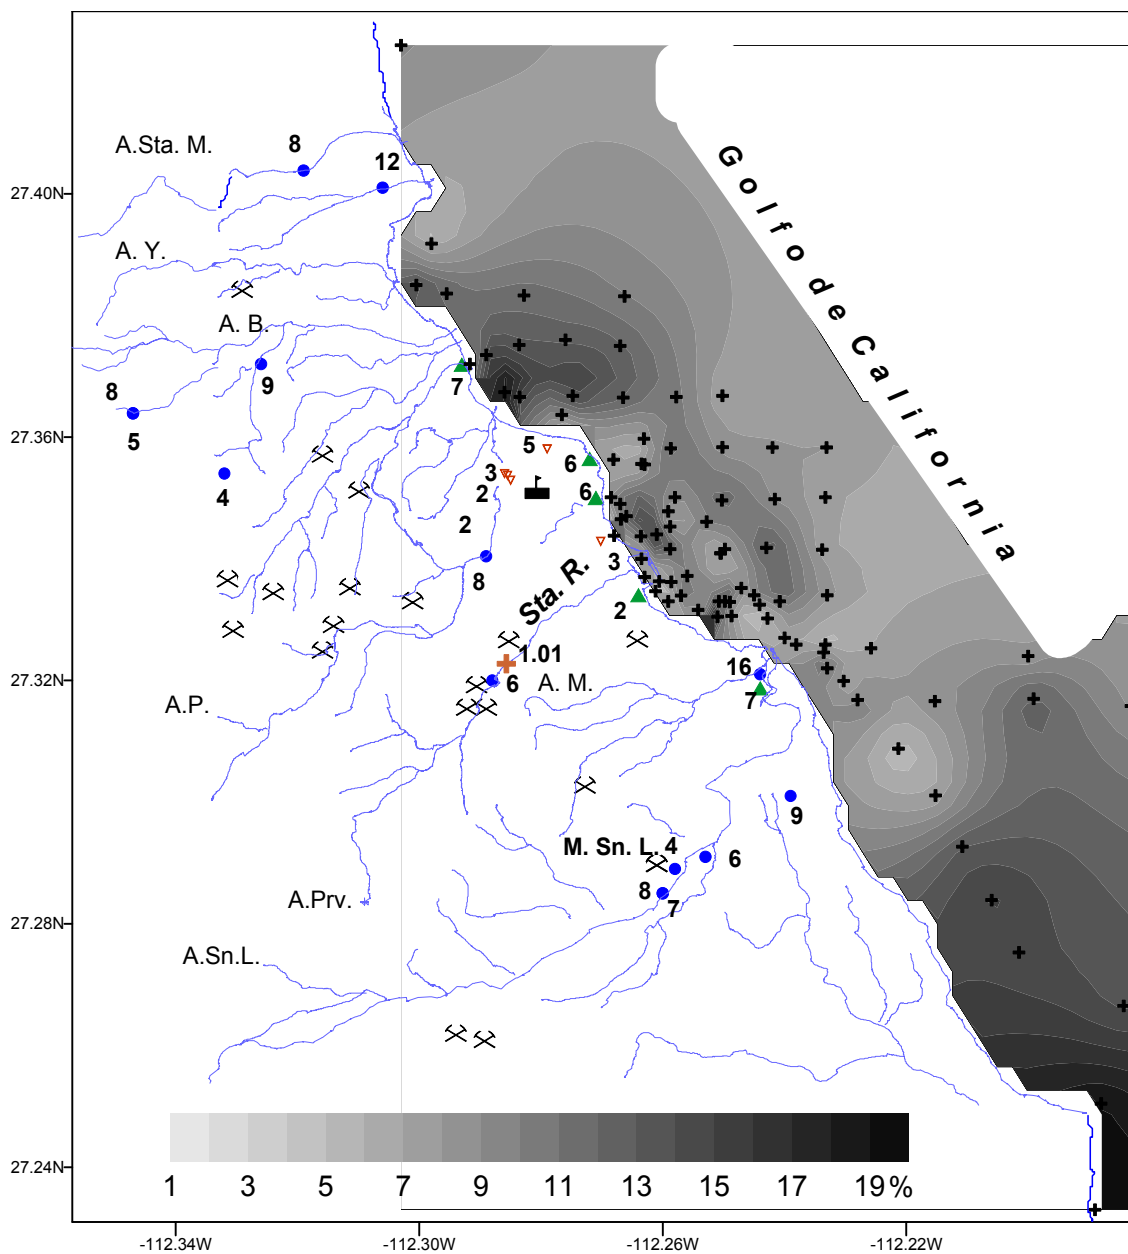 8
A.Sta. M.
12
27.40N
Golfo de California
A. Y.
A. B.
8
9
7
5
27.36N
5
6
4
3
2
6
2
3
8
Sta. R.
2
1.01
16
27.32N
6
A. M.
7
A.P.
9
M. Sn. L. 4
6
8
7
A.Prv.
27.28N
A.Sn.L.
27.24N
1 3 5 7 9 11 13 15 17 19 %
-112.34W -112.30W -112.26W -112.22W